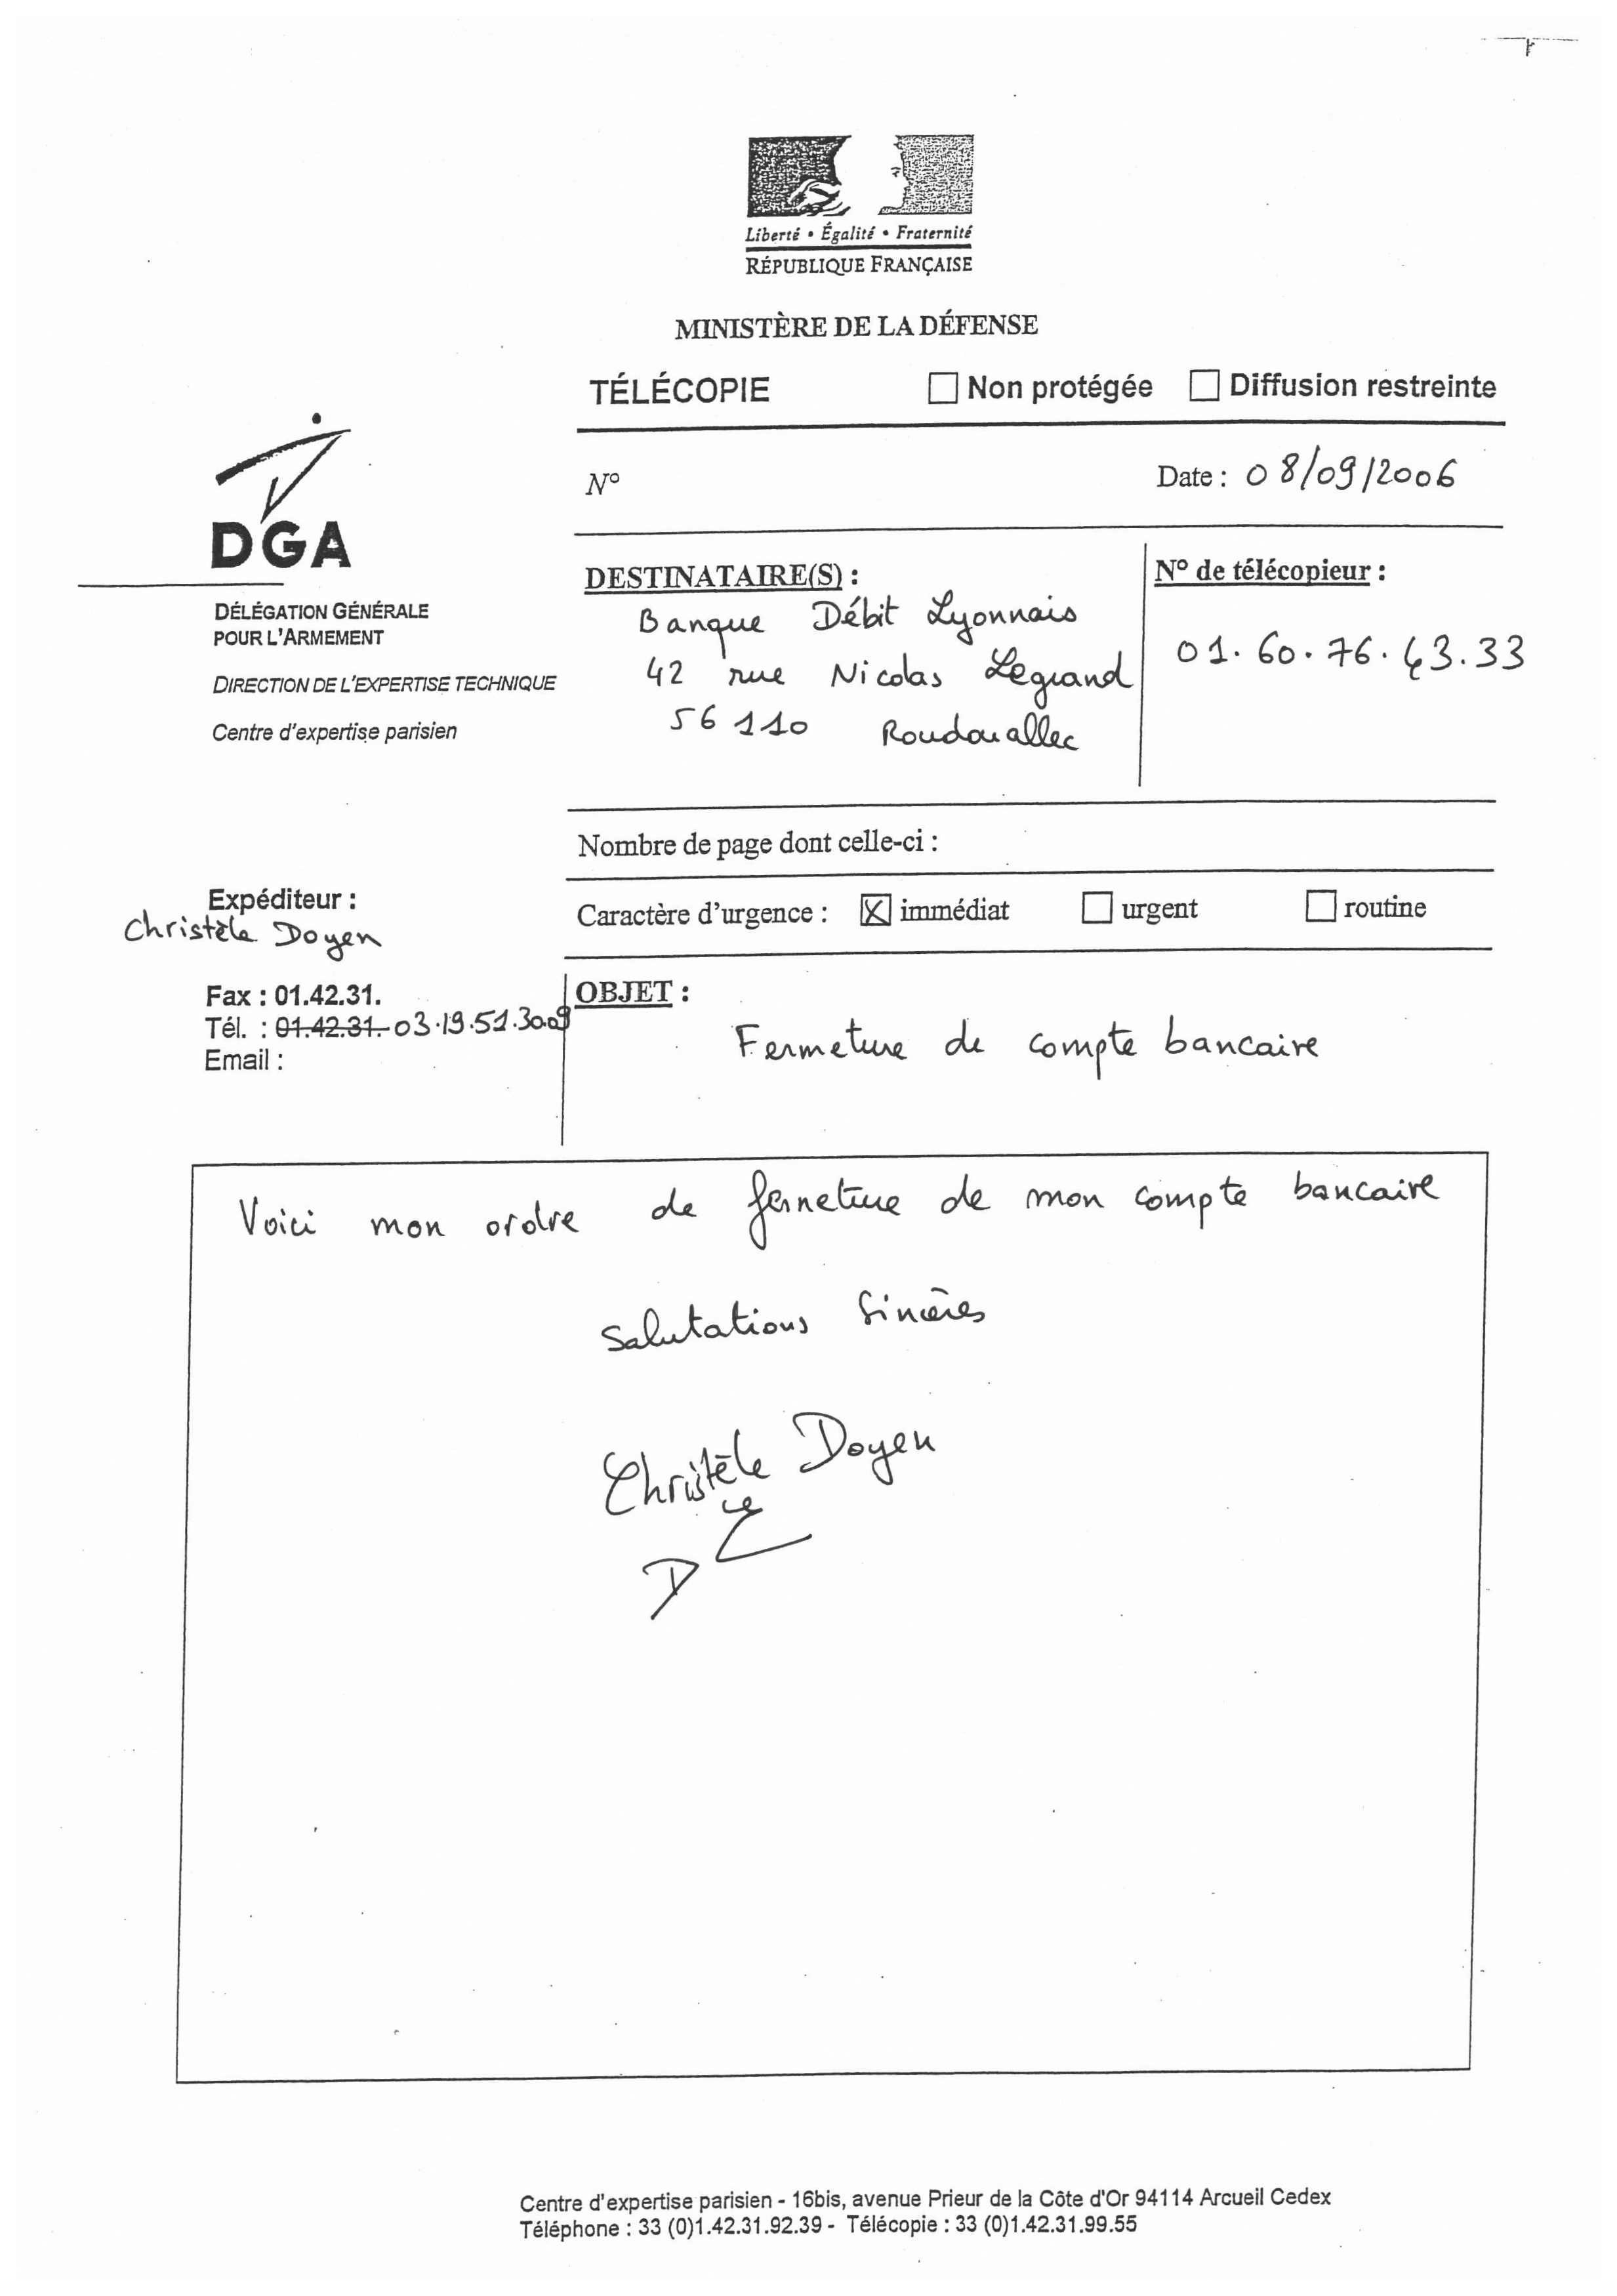 Liberté • Égalité • Fraternité
RÉPUBLIQUE FRANÇAISE
MINISTÈRE DE LA DÉFENSE
TÉLÉCOPIE Non protégée Diffusion restreinte
N° Date : 08/09/2006
DGA
DÉLÉGATION GÉNÉRALE
POUR L'ARMEMENT
DIRECTION DE L'EXPERTISE TECHNIQUE
Centre d'expertise parisien
DESTINATAIRE(S) :
Banque Débit Lyonnais
42 rue Nicolas Legrand
56110 Roudouallec
N° de télécopieur :
01.60.76.43.33
Nombre de page dont celle-ci :
Caractère d'urgence : X immédiat urgent routine
Expéditeur :
Christèle Doyen
Fax : 01.42.31.
Tél. : 01.42.31. 03.19.51.30.09
Email :
OBJET :
Fermeture de compte bancaire
Voici mon ordre de fermeture de mon compte bancaire
Salutations Sincères
Christèle Doyen
Centre d'expertise parisien - 16bis, avenue Prieur de la Côte d'Or 94114 Arcueil Cedex
Téléphone : 33 (0)1.42.31.92.39 - Télécopie : 33 (0)1.42.31.99.55